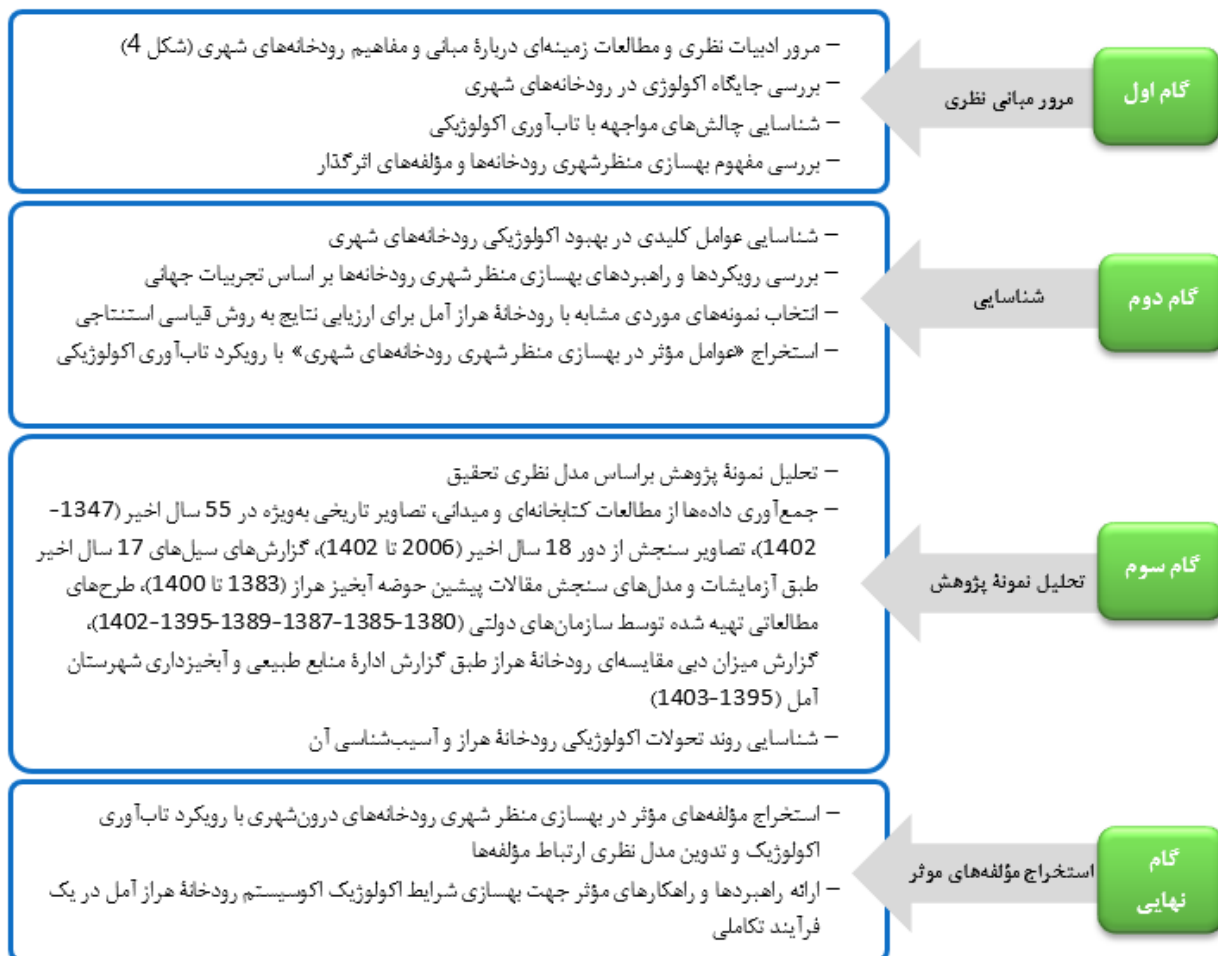 گام اول
مرور مبانی نظری
– مرور ادبیات نظری و مطالعات زمینه‌ای دربارهٔ مبانی و مفاهیم رودخانه‌های شهری (شکل 4)
– بررسی جایگاه اکولوژی در رودخانه‌های شهری
– شناسایی چالش‌های مواجهه با تاب‌آوری اکولوژیکی
– بررسی مفهوم بهسازی منظرشهری رودخانه‌ها و مؤلفه‌های اثرگذار
گام دوم
شناسایی
– شناسایی عوامل کلیدی در بهبود اکولوژیکی رودخانه‌های شهری
– بررسی رویکردها و راهبردهای بهسازی منظر شهری رودخانه‌ها بر اساس تجربیات جهانی
– انتخاب نمونه‌های موردی مشابه با رودخانهٔ هراز آمل برای ارزیابی نتایج به روش قیاسی استنتاجی
– استخراج «عوامل مؤثر در بهسازی منظر شهری رودخانه‌های شهری» با رویکرد تاب‌آوری اکولوژیکی
گام سوم
تحلیل نمونهٔ پژوهش
– تحلیل نمونهٔ پژوهش براساس مدل نظری تحقیق
– جمع‌آوری داده‌ها از مطالعات کتابخانه‌ای و میدانی، تصاویر تاریخی به‌ویژه در 55 سال اخیر (1347-
1402)، تصاویر سنجش از دور 18 سال اخیر (2006 تا 1402)، گزارش‌های سیل‌های 17 سال اخیر
طبق آزمایشات و مدل‌های سنجش مقالات پیشین حوضه آبخیز هراز (1383 تا 1400)، طرح‌های
مطالعاتی تهیه شده توسط سازمان‌های دولتی (1380-1385-1387-1389-1395-1402)،
گزارش میزان دبی مقایسه‌ای رودخانهٔ هراز طبق گزارش ادارهٔ منابع طبیعی و آبخیزداری شهرستان
آمل (1395-1403)
– شناسایی روند تحولات اکولوژیکی رودخانهٔ هراز و آسیب‌شناسی آن
گام
نهایی
استخراج مؤلفه‌های موثر
– استخراج مؤلفه‌های مؤثر در بهسازی منظر شهری رودخانه‌های درون‌شهری با رویکرد تاب‌آوری
اکولوژیک و تدوین مدل نظری ارتباط مؤلفه‌ها
– ارائه راهبردها و راهکارهای مؤثر جهت بهسازی شرایط اکولوژیک اکوسیستم رودخانهٔ هراز آمل در یک
فرآیند تکاملی